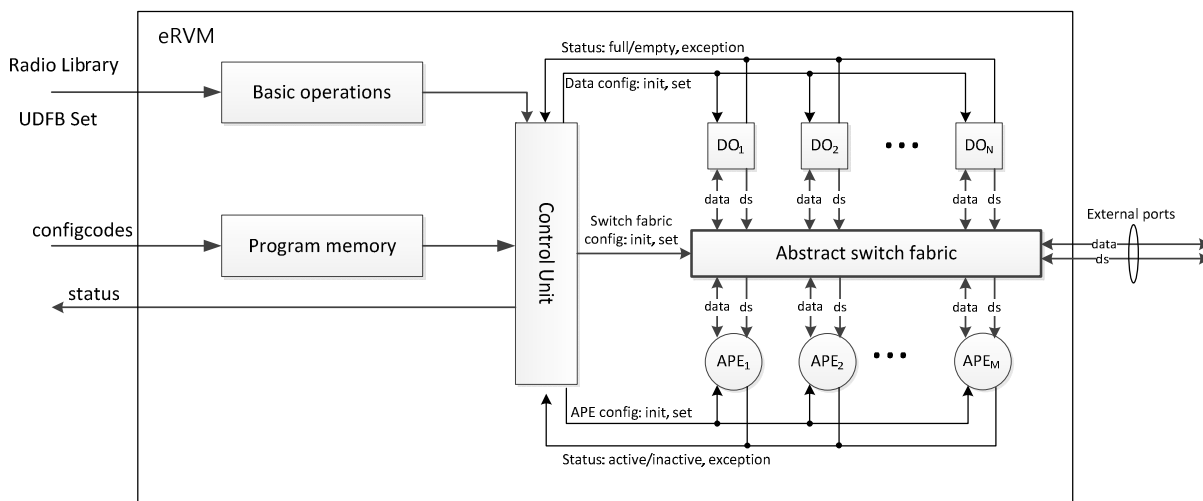 eRVM
Radio Library
UDFB Set
Basic operations
configcodes
Program memory
status
Control Unit
Status: full/empty, exception
Data config: init, set
DO1
DO2
•••
DON
data
ds
data
ds
data
ds
Switch fabric
config: init, set
Abstract switch fabric
External ports
data
ds
data
ds
data
ds
data
ds
APE1
APE2
•••
APEM
APE config: init, set
Status: active/inactive, exception